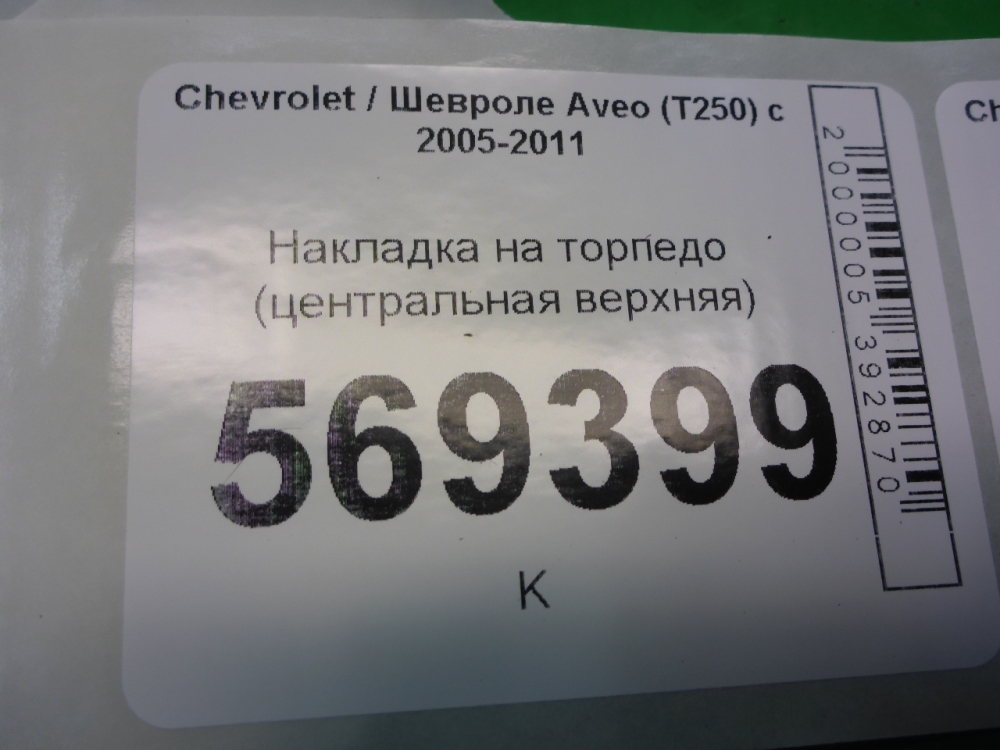 Chevrolet / Шевроле Aveo (T250) с
2005-2011
Накладка на торпедо
(центральная верхняя)
569399
К
2000005392870
Ch